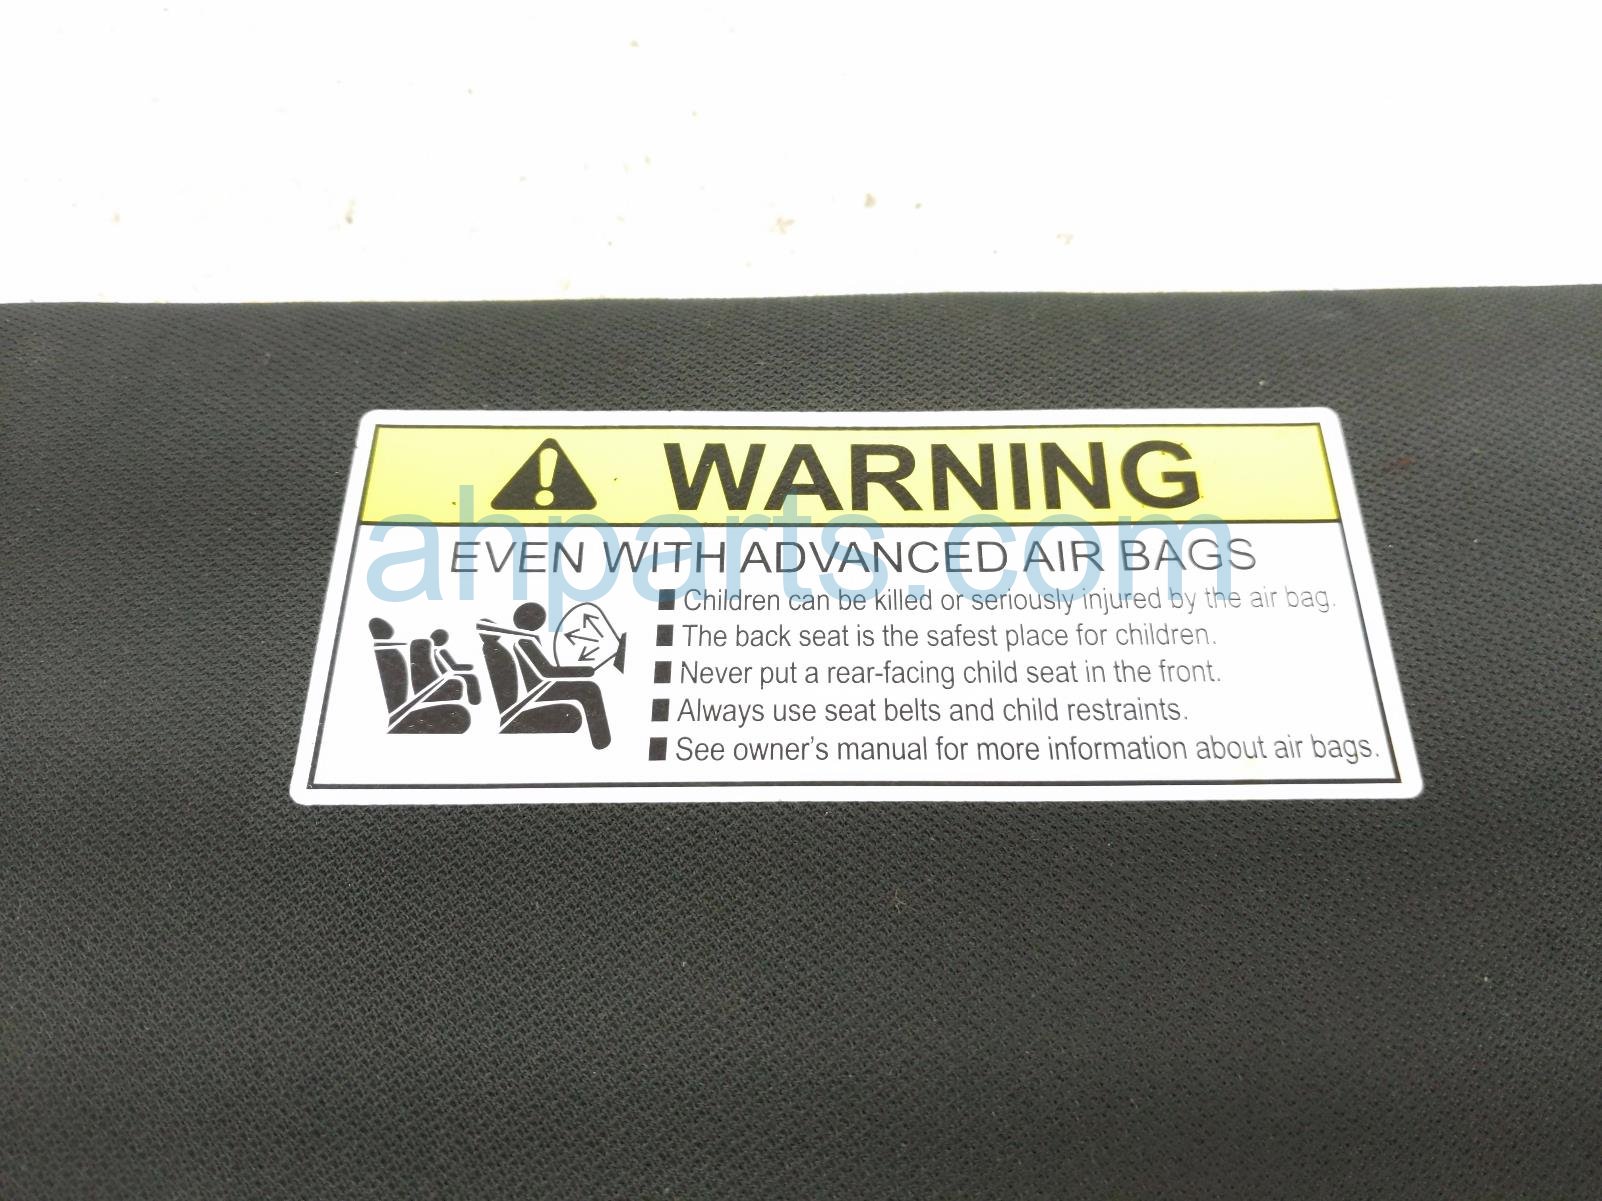 WARNING
EVEN WITH ADVANCED AIR BAGS
■ Children can be killed or seriously injured by the air bag.
■ The back seat is the safest place for children.
■ Never put a rear-facing child seat in the front.
■ Always use seat belts and child restraints.
■ See owner's manual for more information about air bags.
ahparts.com